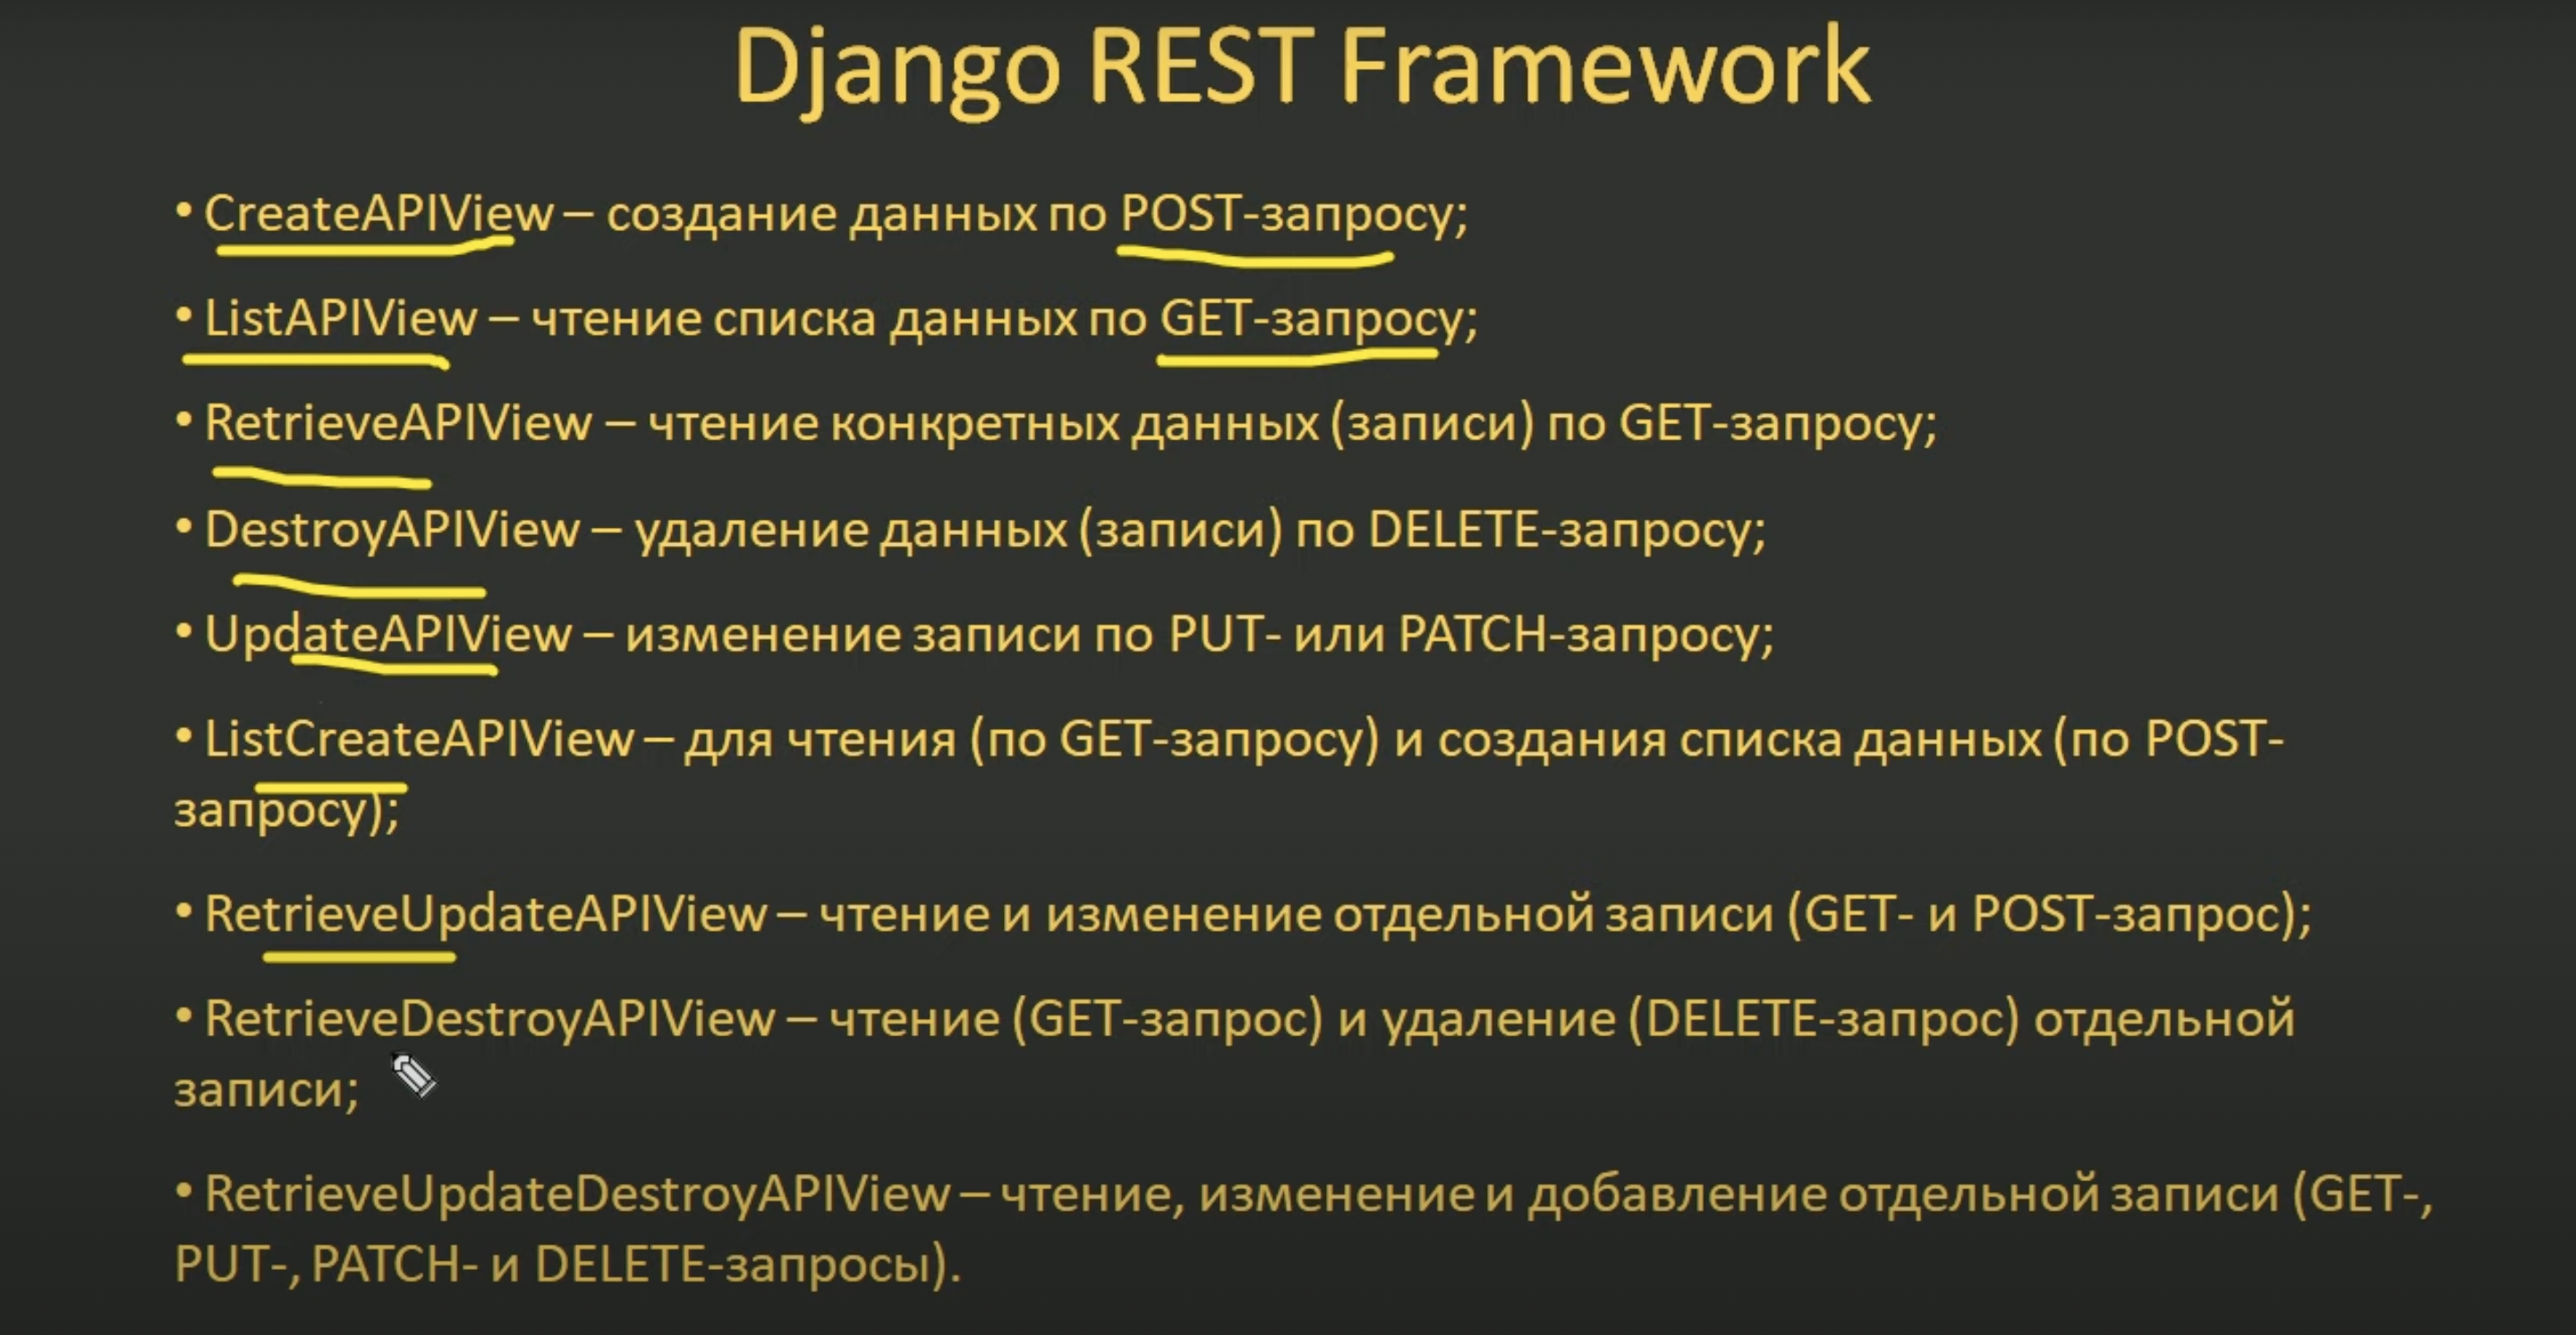 Django REST Framework
• CreateAPIView – создание данных по POST-запросу;
• ListAPIView – чтение списка данных по GET-запросу;
• RetrieveAPIView – чтение конкретных данных (записи) по GET-запросу;
• DestroyAPIView – удаление данных (записи) по DELETE-запросу;
• UpdateAPIView – изменение записи по PUT- или PATCH-запросу;
• ListCreateAPIView – для чтения (по GET-запросу) и создания списка данных (по POST-
запросу);
• RetrieveUpdateAPIView – чтение и изменение отдельной записи (GET- и POST-запрос);
• RetrieveDestroyAPIView – чтение (GET-запрос) и удаление (DELETE-запрос) отдельной
записи;
• RetrieveUpdateDestroyAPIView – чтение, изменение и добавление отдельной записи (GET-,
PUT-, PATCH- и DELETE-запросы).